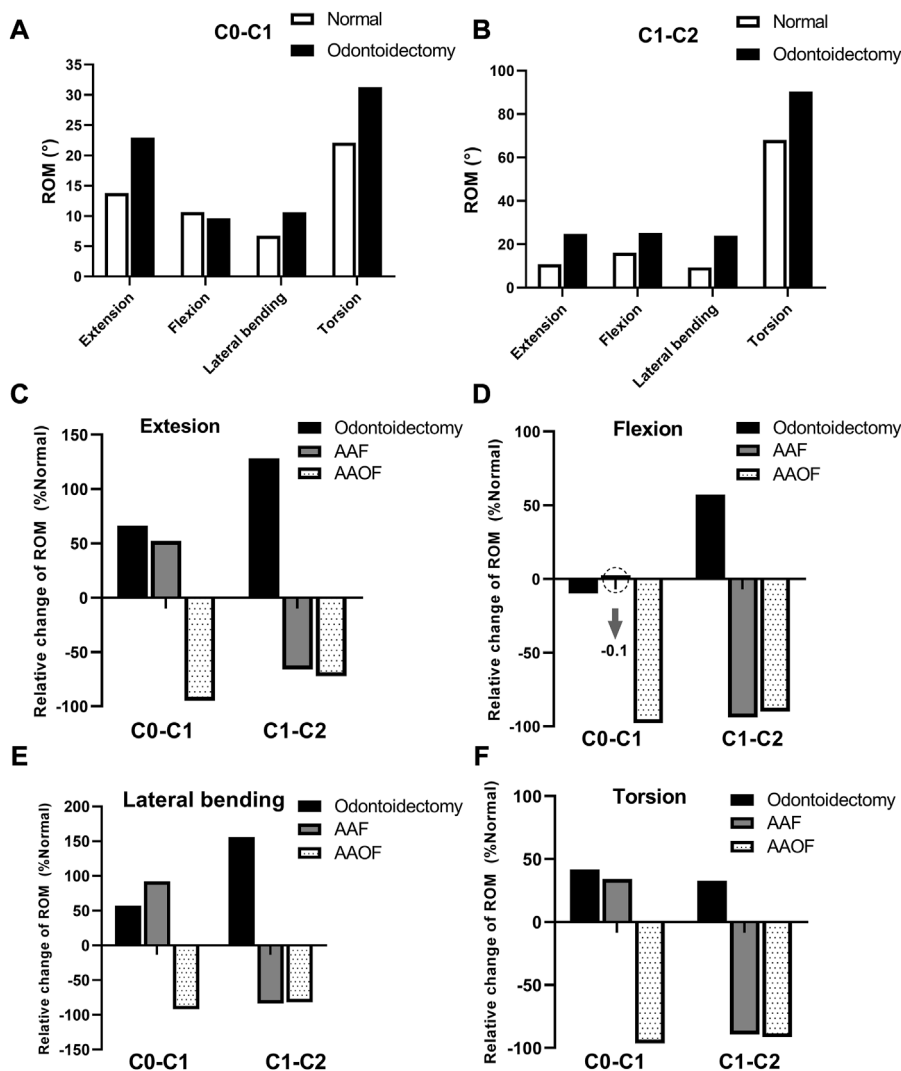 A
C0-C1
Normal
Odontoidectomy
ROM (°)
35
30
25
20
15
10
5
0
Extension
Flexion
Lateral bending
Torsion
B
C1-C2
Normal
Odontoidectomy
ROM (°)
100
80
60
40
20
0
Extension
Flexion
Lateral bending
Torsion
C
Extesion
Odontoidectomy
AAF
AAOF
Relative change of ROM (%Normal)
150
100
50
0
-50
-100
C0-C1
C1-C2
D
Flexion
Odontoidectomy
AAF
AAOF
Relative change of ROM (%Normal)
100
50
0
-50
-100
-0.1
C0-C1
C1-C2
E
Lateral bending
Odontoidectomy
AAF
AAOF
Relative change of ROM (%Normal)
200
150
100
50
0
-50
-100
-150
C0-C1
C1-C2
F
Torsion
Odontoidectomy
AAF
AAOF
Relative change of ROM (%Normal)
100
50
0
-50
-100
C0-C1
C1-C2